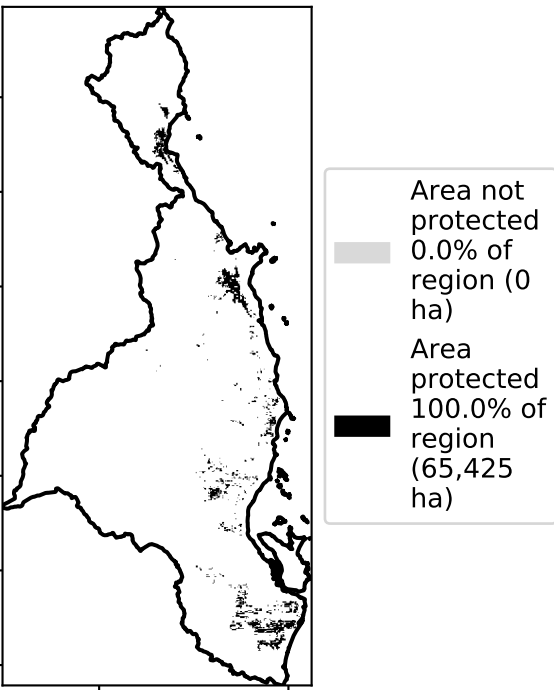 Area not
protected
0.0% of
region (0
ha)
Area
protected
100.0% of
region
(65,425
ha)